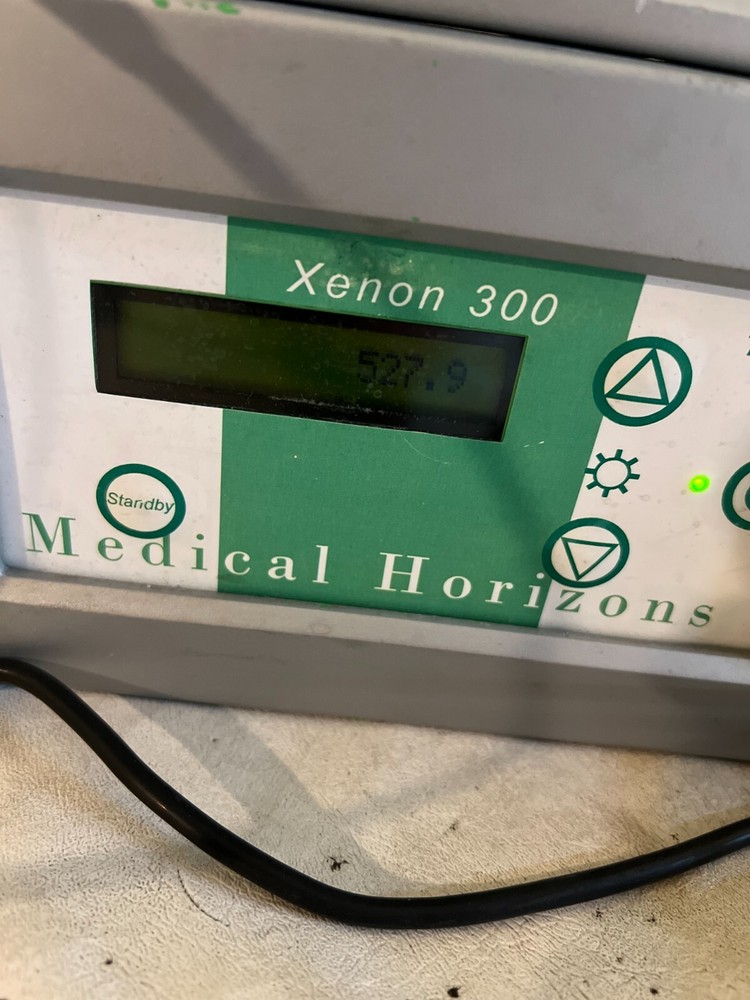 Xenon 300
527.9
Standby
Medical Horizons